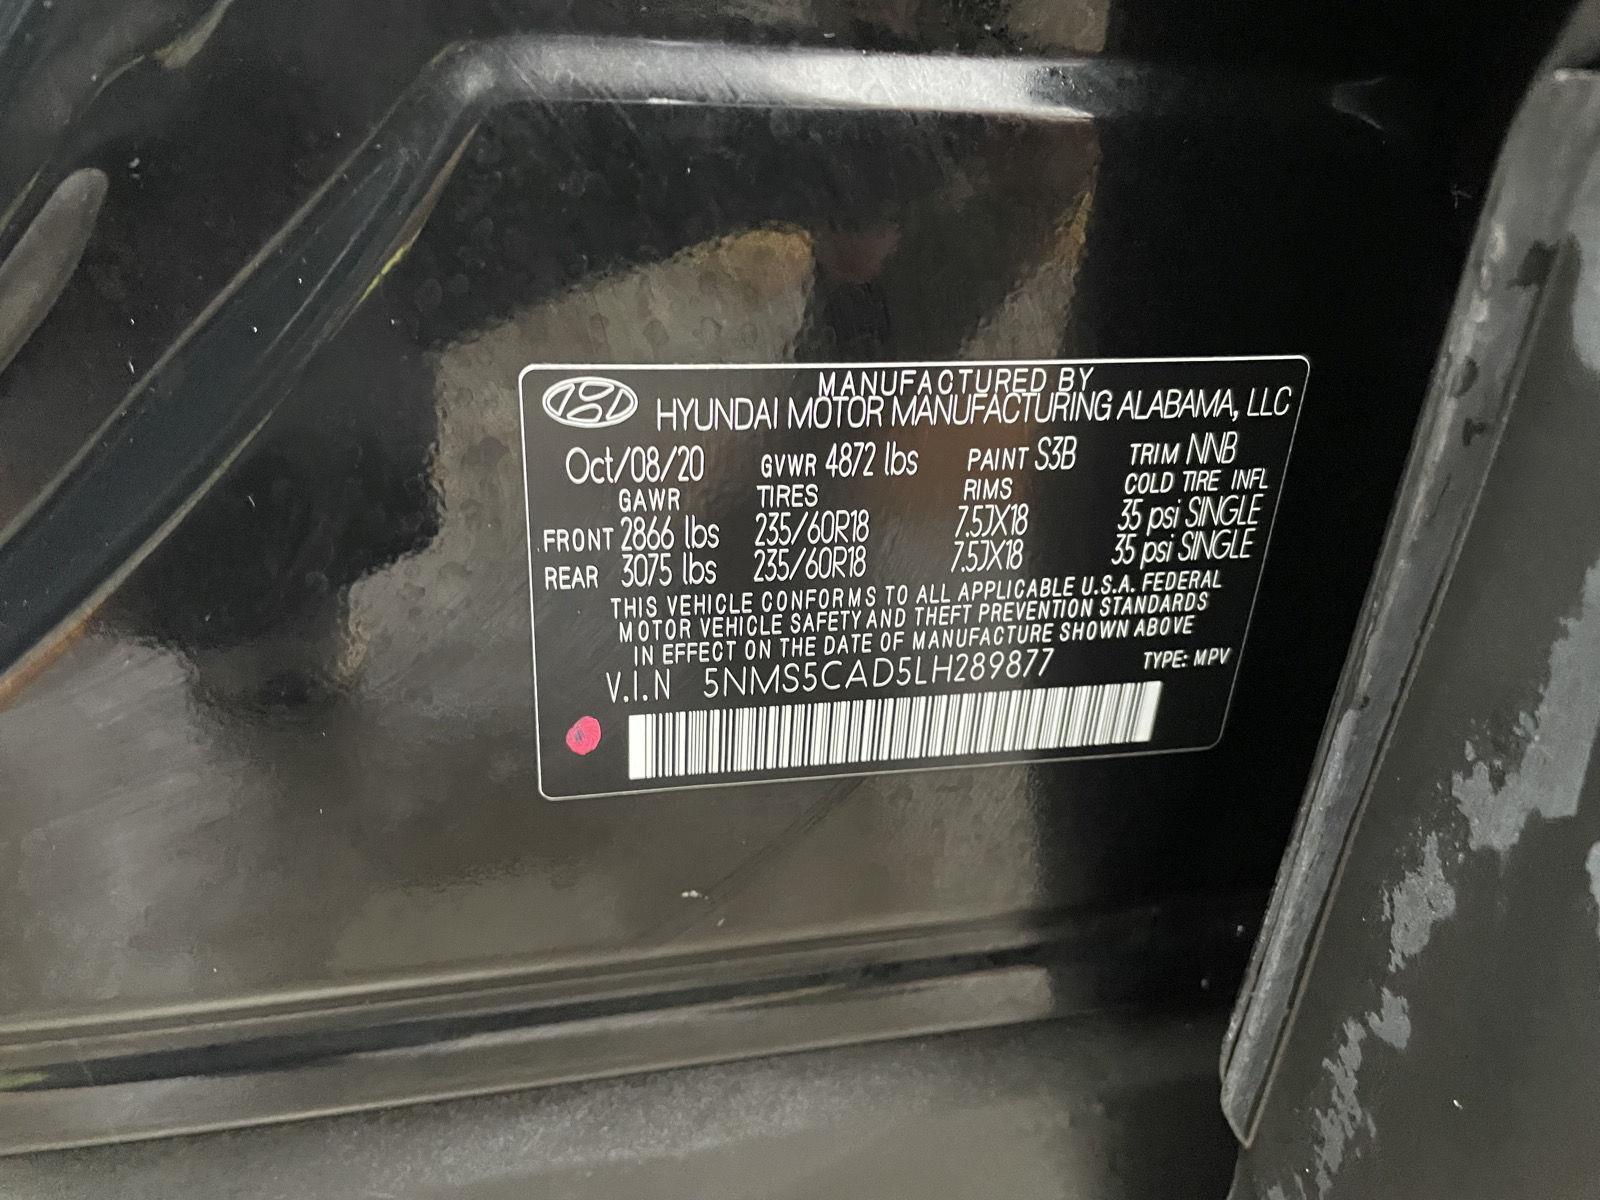 MANUFACTURED BY
HYUNDAI MOTOR MANUFACTURING ALABAMA, LLC
Oct/08/20 GVWR 4872 lbs PAINT S3B TRIM NNB
GAWR TIRES RIMS COLD TIRE INFL
FRONT 2866 lbs 235/60R18 7.5JX18 35 psi SINGLE
REAR 3075 lbs 235/60R18 7.5JX18 35 psi SINGLE
THIS VEHICLE CONFORMS TO ALL APPLICABLE U.S.A. FEDERAL
MOTOR VEHICLE SAFETY AND THEFT PREVENTION STANDARDS
IN EFFECT ON THE DATE OF MANUFACTURE SHOWN ABOVE
V.I.N 5NMS5CAD5LH289877 TYPE: MPV